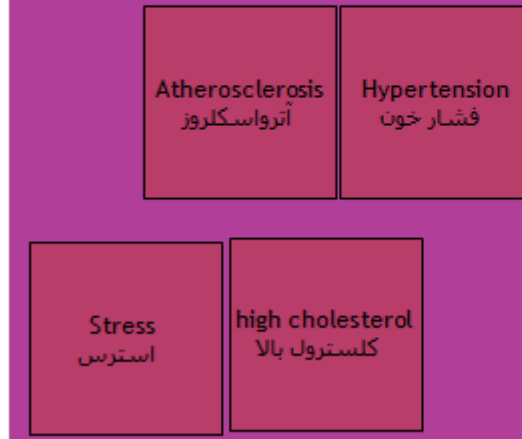 Atherosclerosis
آترواسکلروز
Hypertension
فشار خون
Stress
استرس
high cholesterol
کلسترول بالا